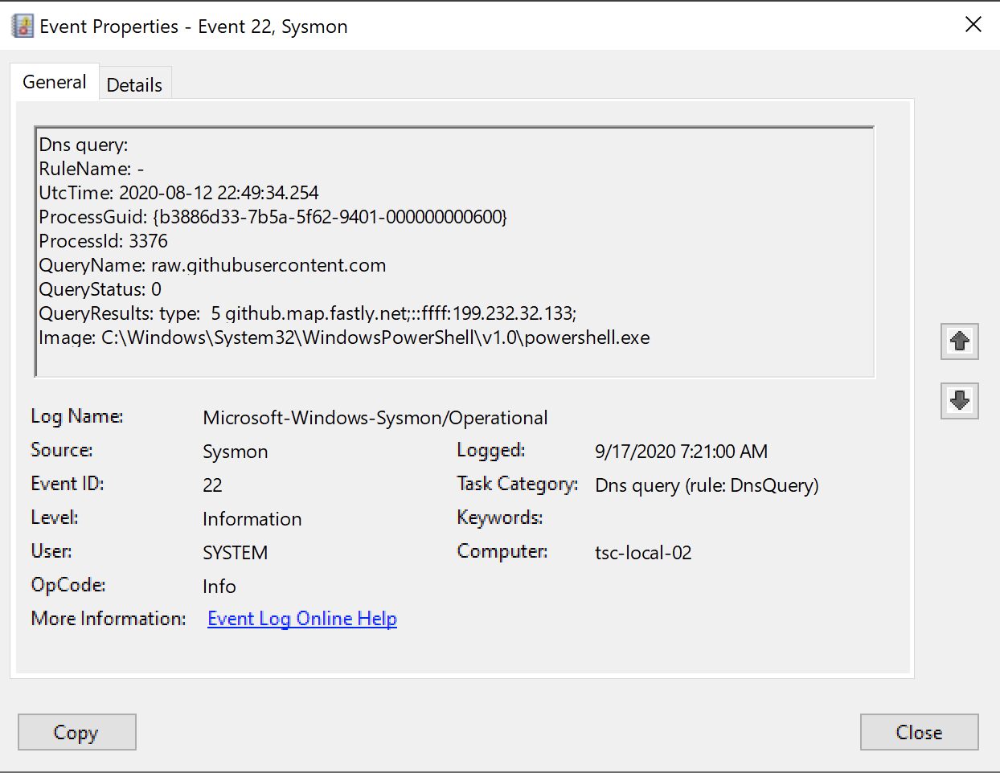 Event Properties - Event 22, Sysmon
General
Details
Dns query:
RuleName: -
UtcTime: 2020-08-12 22:49:34.254
ProcessGuid: {b3886d33-7b5a-5f62-9401-000000000600}
ProcessId: 3376
QueryName: raw.githubusercontent.com
QueryStatus: 0
QueryResults: type:  5 github.map.fastly.net;::ffff:199.232.32.133;
Image: C:\Windows\System32\WindowsPowerShell\v1.0\powershell.exe
Log Name: Microsoft-Windows-Sysmon/Operational
Source: Sysmon Logged: 9/17/2020 7:21:00 AM
Event ID: 22 Task Category: Dns query (rule: DnsQuery)
Level: Information Keywords:
User: SYSTEM Computer: tsc-local-02
OpCode: Info
More Information: Event Log Online Help
Copy
Close